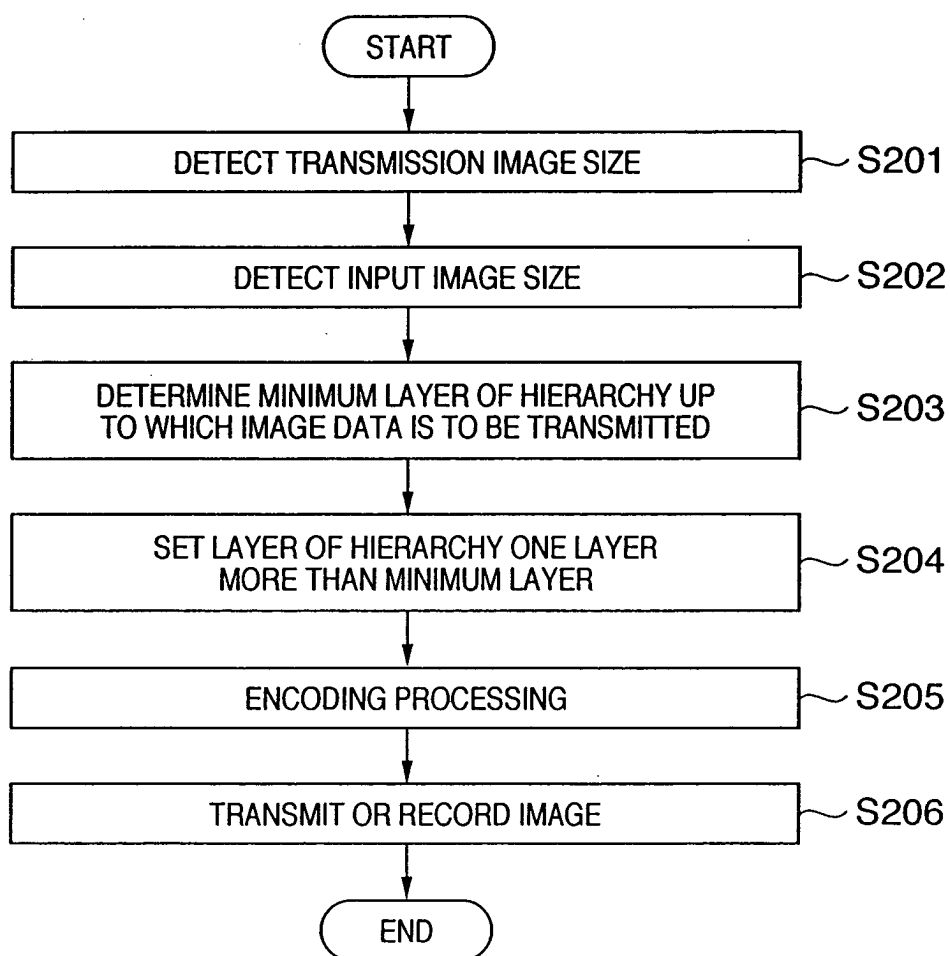 START
DETECT TRANSMISSION IMAGE SIZE
S201
DETECT INPUT IMAGE SIZE
S202
DETERMINE MINIMUM LAYER OF HIERARCHY UP
TO WHICH IMAGE DATA IS TO BE TRANSMITTED
S203
SET LAYER OF HIERARCHY ONE LAYER
MORE THAN MINIMUM LAYER
S204
ENCODING PROCESSING
S205
TRANSMIT OR RECORD IMAGE
S206
END